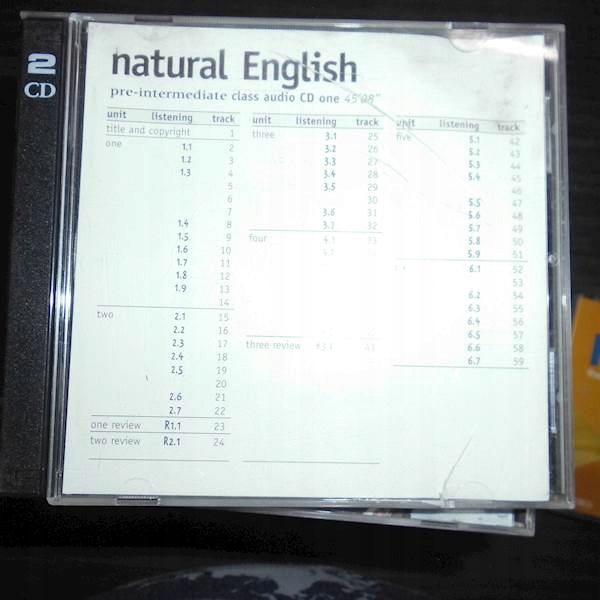 2
CD
natural English
pre-intermediate class audio CD one 45'08"
unit listening track
title and copyright 1
one 1.1 2
1.2 3
1.3 4
5
6
7
1.4 8
1.5 9
1.6 10
1.7 11
1.8 12
1.9 13
14
two 2.1 15
2.2 16
2.3 17
2.4 18
2.5 19
20
2.6 21
2.7 22
one review R1.1 23
two review R2.1 24
unit listening track
three 3.1 25
3.2 26
3.3 27
3.4 28
3.5 29
30
3.6 31
3.7 32
four 4.1 33
three review
unit listening track
five 5.1 42
5.2 43
5.3 44
5.4 45
46
5.5 47
5.6 48
5.7 49
5.8 50
5.9 51
6.1 52
53
6.2 54
6.3 55
6.4 56
6.5 57
6.6 58
6.7 59